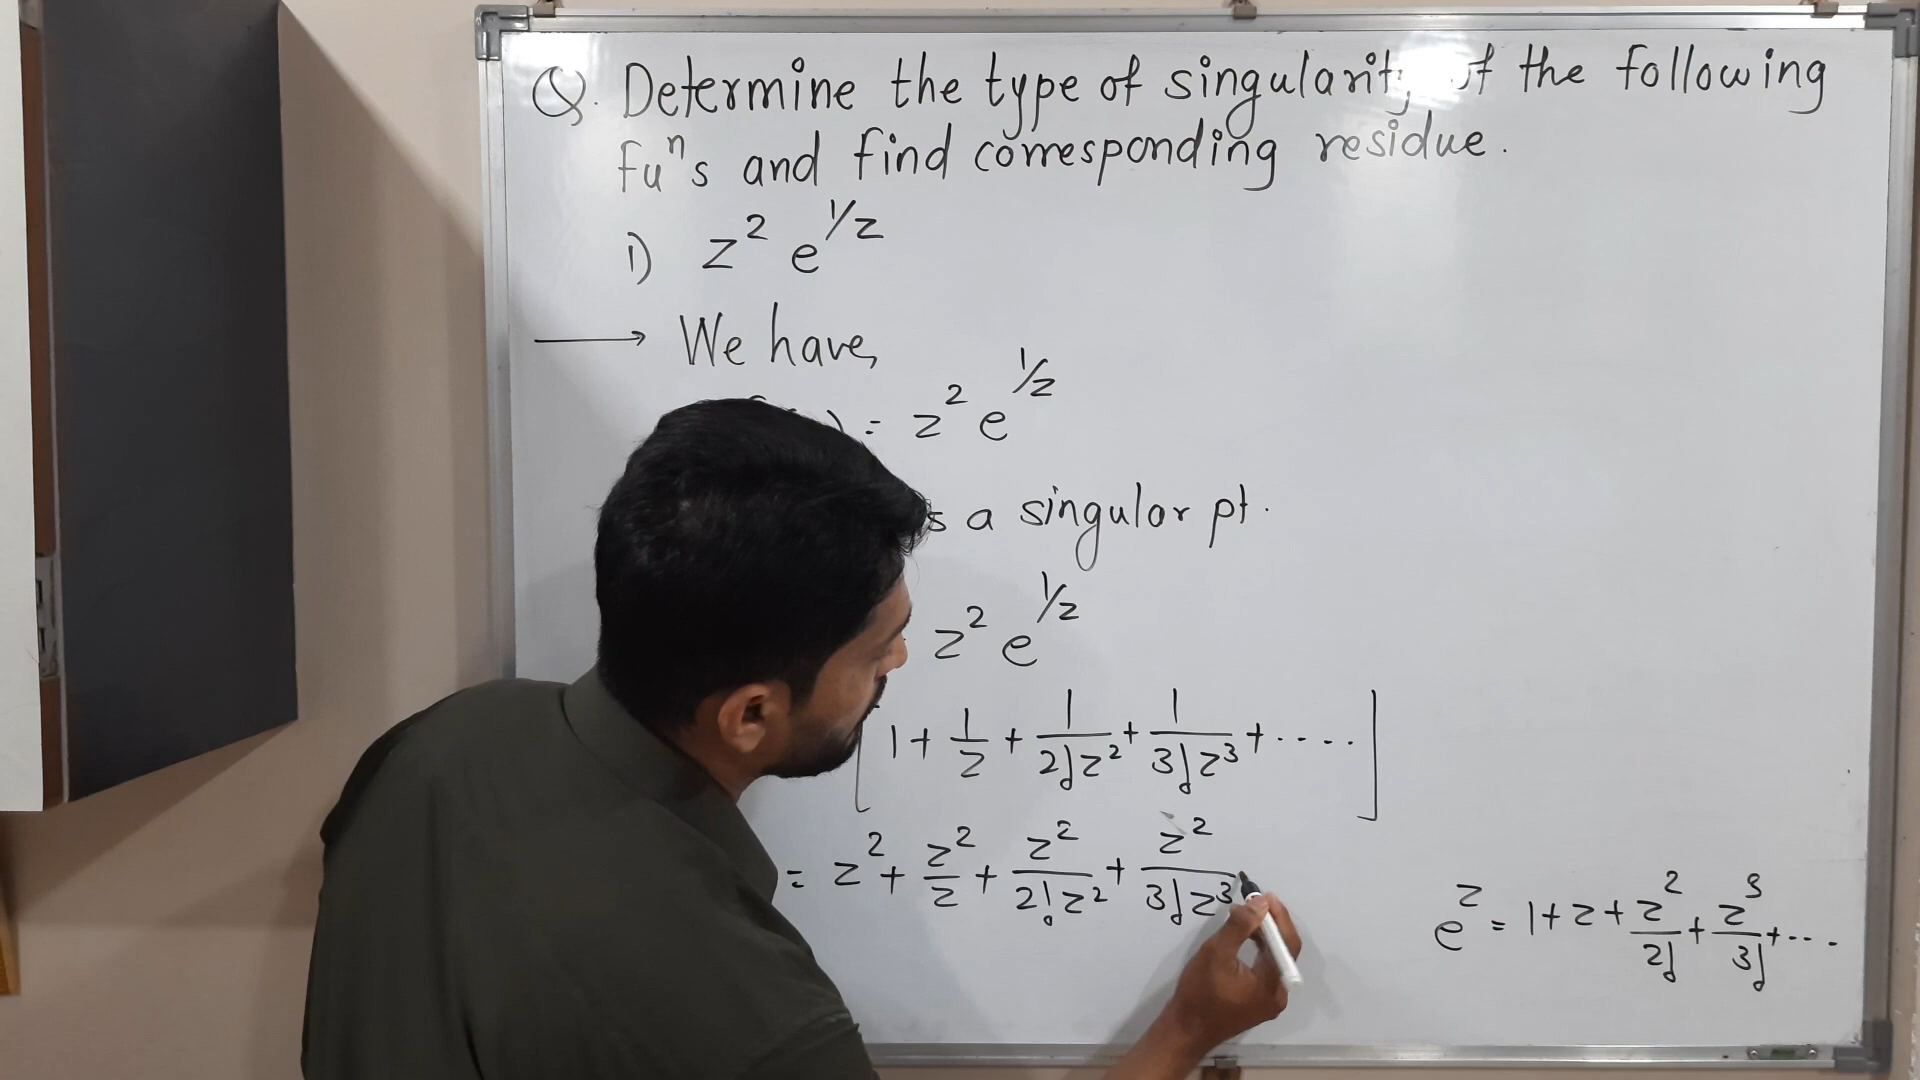 Q. Determine the type of singularity of the following
fuⁿs and find corresponding residue.
1) z² e^{1/z}
→ We have,
) = z² e^{1/z}
s a singular pt.
z² e^{1/z}
[1 + 1/z + 1/(2!z²) + 1/(3!z³) + ....]
= z² + z²/z + z²/(2!z²) + z²/(3!z³)
e^z = 1 + z + z²/2! + z³/3! + ...